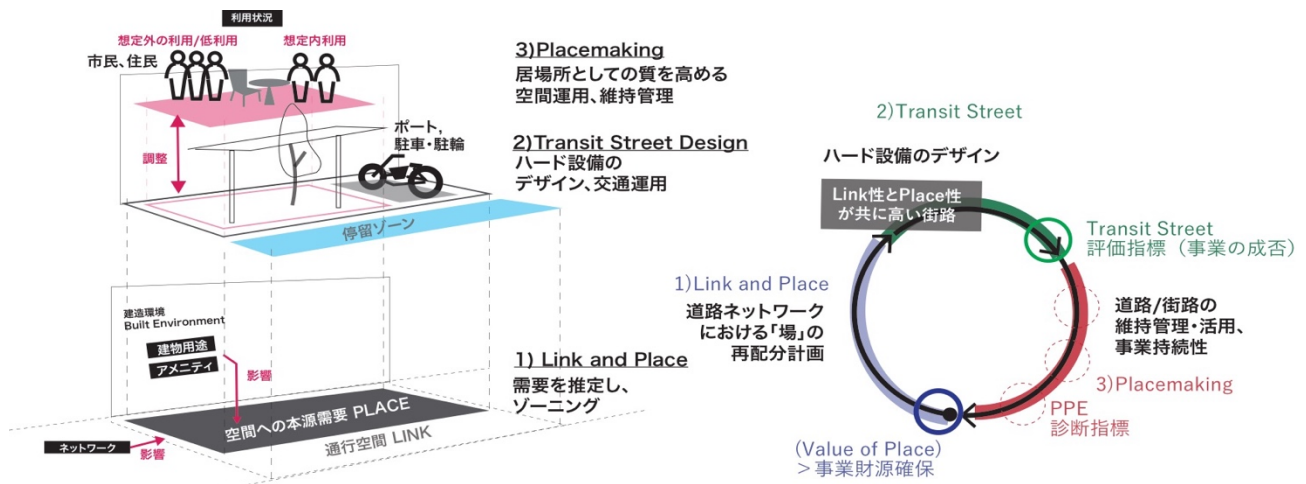 利用状況
想定外の利用/低利用
想定内利用
市民、住民
調整
ポート,
駐車・駐輪
停留ゾーン
3)Placemaking
居場所としての質を高める
空間運用、維持管理
2)Transit Street Design
ハード設備の
デザイン、交通運用
建造環境
Built Environment
建物用途
アメニティ
影響
空間への本源需要 PLACE
通行空間 LINK
ネットワーク
影響
1) Link and Place
需要を推定し、
ゾーニング
2)Transit Street
ハード設備のデザイン
Link性とPlace性
が共に高い街路
Transit Street
評価指標（事業の成否）
1)Link and Place
道路ネットワーク
における「場」の
再配分計画
道路/街路の
維持管理・活用、
事業持続性
3)Placemaking
PPE
診断指標
(Value of Place)
＞事業財源確保